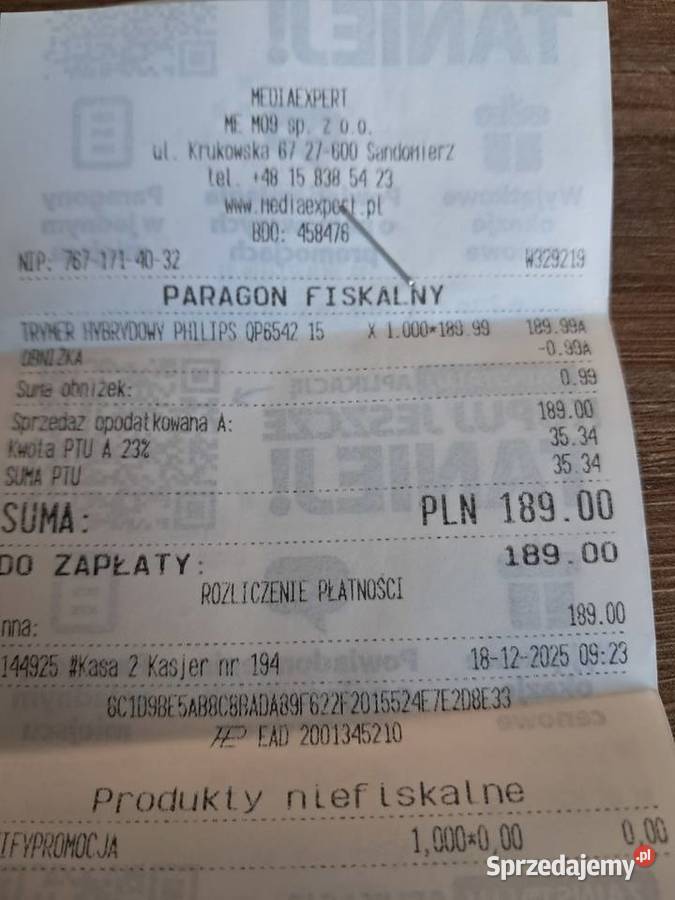 MEDIAEXPERT
ME M09 sp. z o.o.
ul. Krukowska 67 27-600 Sandomierz
tel. +48 15 838 54 23
www.mediaexpert.pl
BDO: 458476
NIP: 767-171-40-32 W329219
PARAGON FISKALNY
TRYMER HYBRYDOWY PHILIPS QP6542 15 X 1.000*189.99 189.99A
OBNIŻKA -0.99A
Suma obniżek: 0.99
Sprzedaż opodatkowana A: 189.00
Kwota PTU A 23% 35.34
SUMA PTU 35.34
SUMA: PLN 189.00
DO ZAPŁATY: 189.00
ROZLICZENIE PŁATNOŚCI
nna: 189.00
144925 #Kasa 2 Kasjer nr 194 18-12-2025 09:23
6C1D98E5AB8C8BADA89F622F2015524E7E2D8E33
EAD 2001345210
Produkty niefiskalne
IFYPROMOCJA 1,000*0,00 0,00
Sprzedajemy.pl